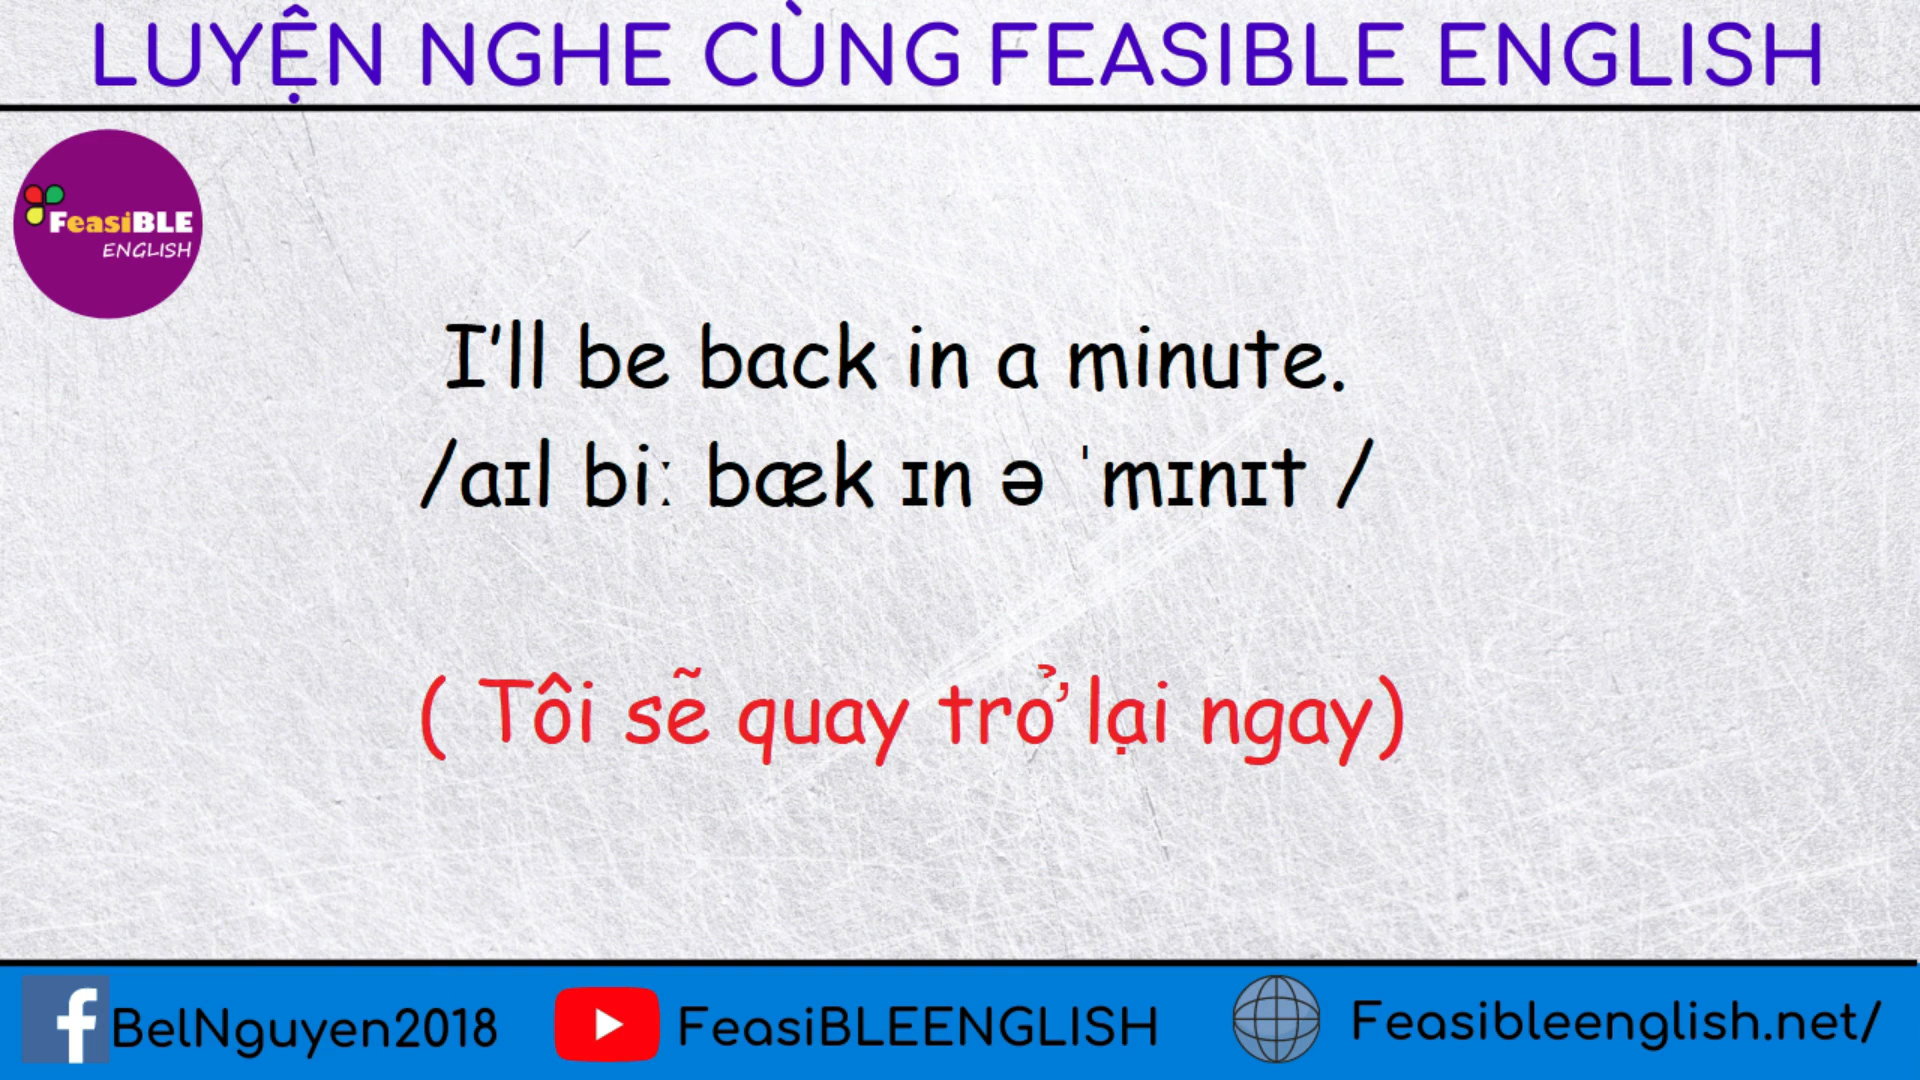 LUYỆN NGHE CÙNG FEASIBLE ENGLISH
FeasiBLE
ENGLISH
I'll be back in a minute.
/aɪl biː bæk ɪn ə ˈmɪnɪt /
( Tôi sẽ quay trở lại ngay)
BelNguyen2018
FeasiBLEENGLISH
Feasibleenglish.net/